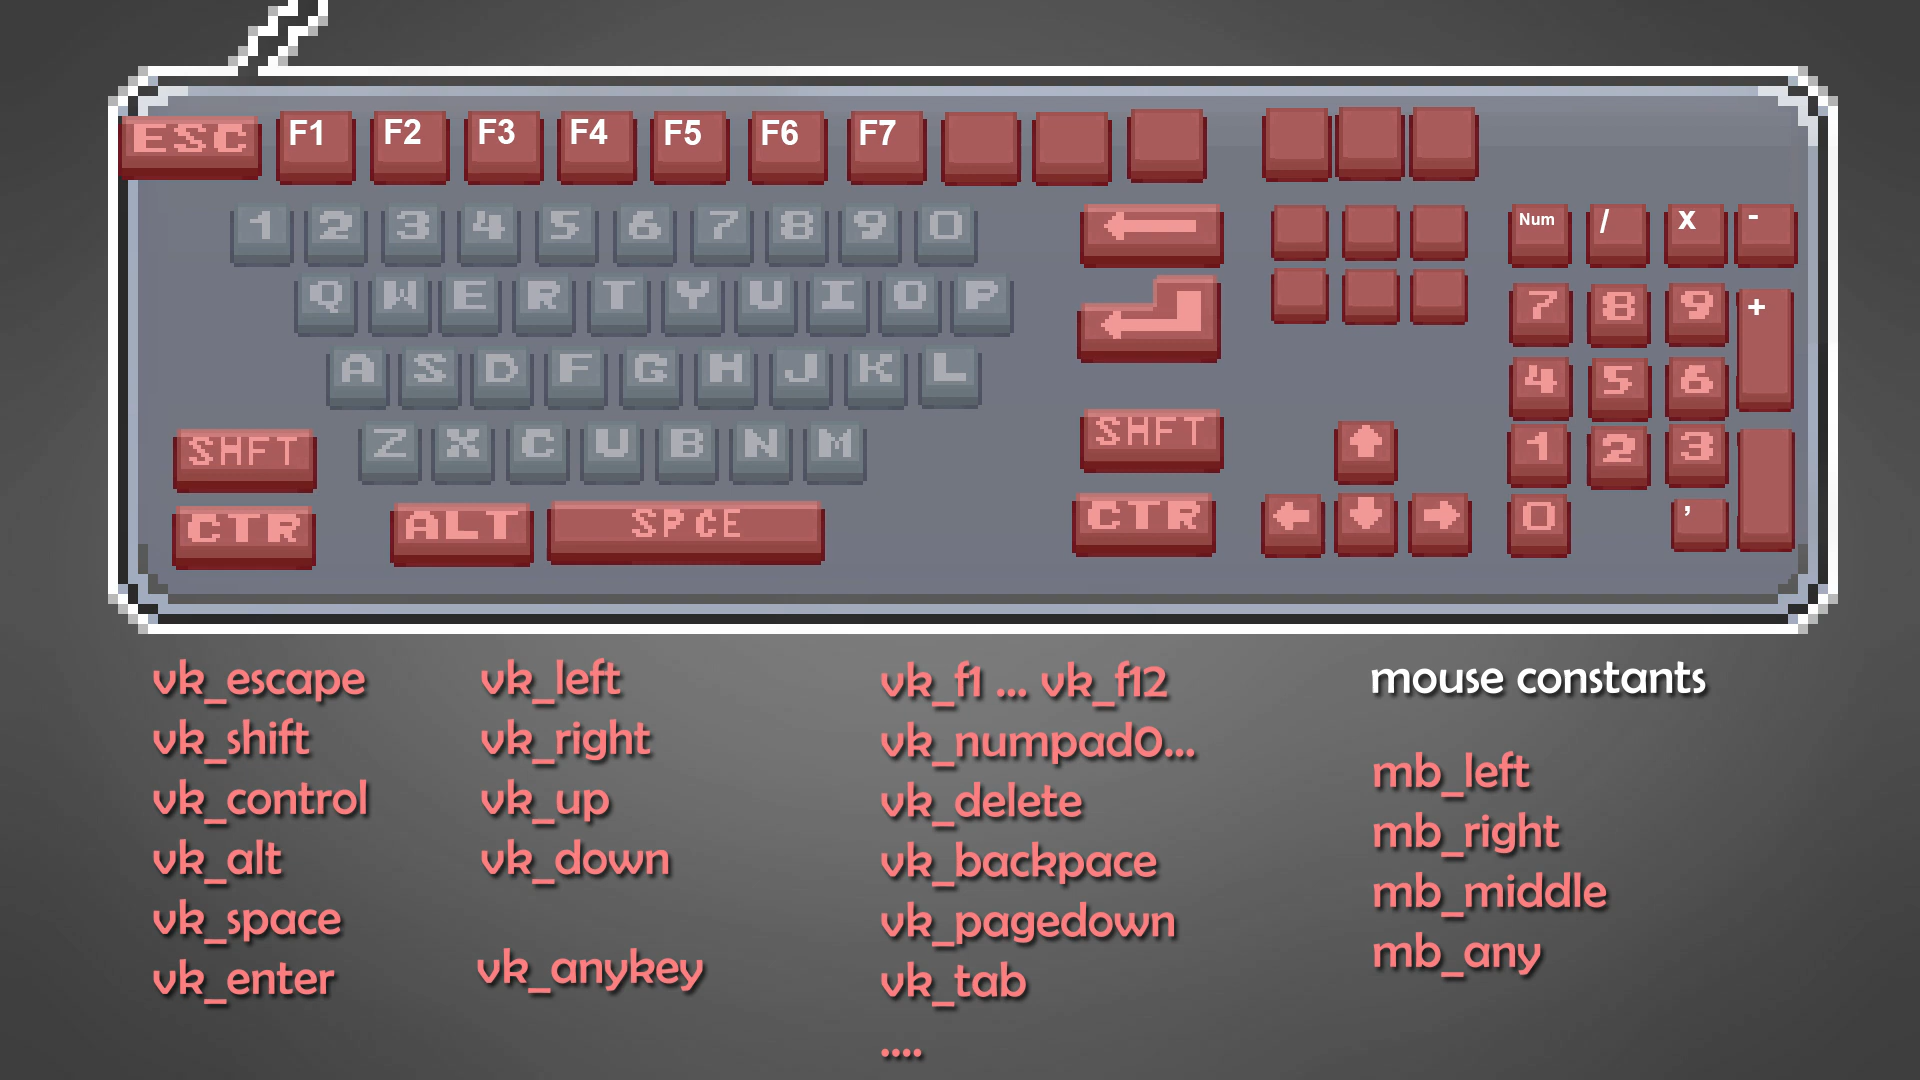 ESC F1 F2 F3 F4 F5 F6 F7
1 2 3 4 5 6 7 8 9 0 Num / x -
Q W E R T Y U I O P 7 8 9 +
A S D F G H J K L 4 5 6
SHFT Z X C U B N M SHFT 1 2 3
CTR ALT SPCE CTR 0 ,
vk_escape
vk_shift
vk_control
vk_alt
vk_space
vk_enter
vk_left
vk_right
vk_up
vk_down
vk_anykey
vk_f1 ... vk_f12
vk_numpad0...
vk_delete
vk_backpace
vk_pagedown
vk_tab
....
mouse constants
mb_left
mb_right
mb_middle
mb_any